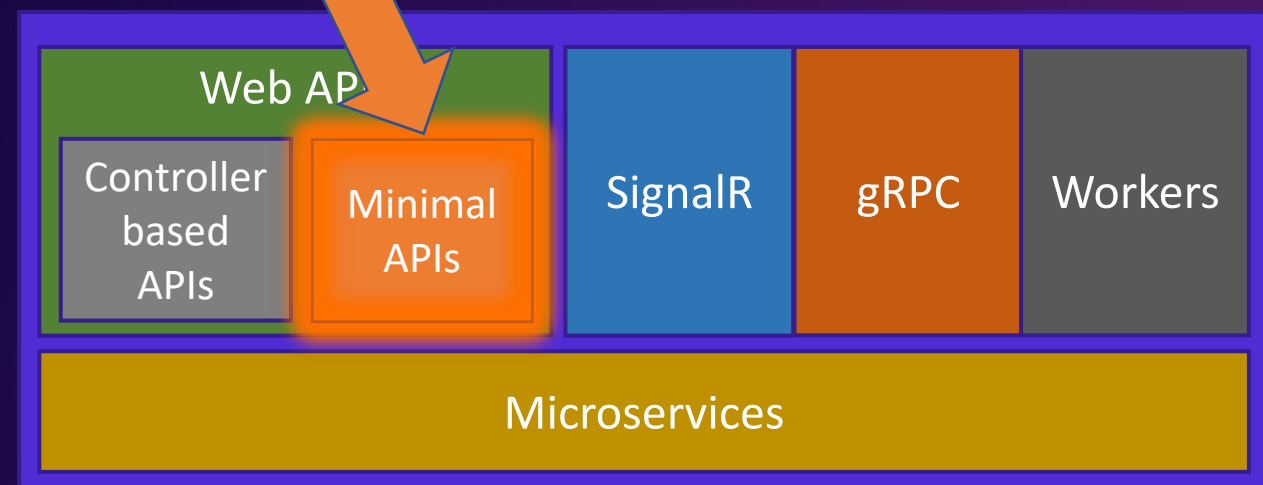 Web AP
Controller
based
APIs
Minimal
APIs
SignalR
gRPC
Workers
Microservices